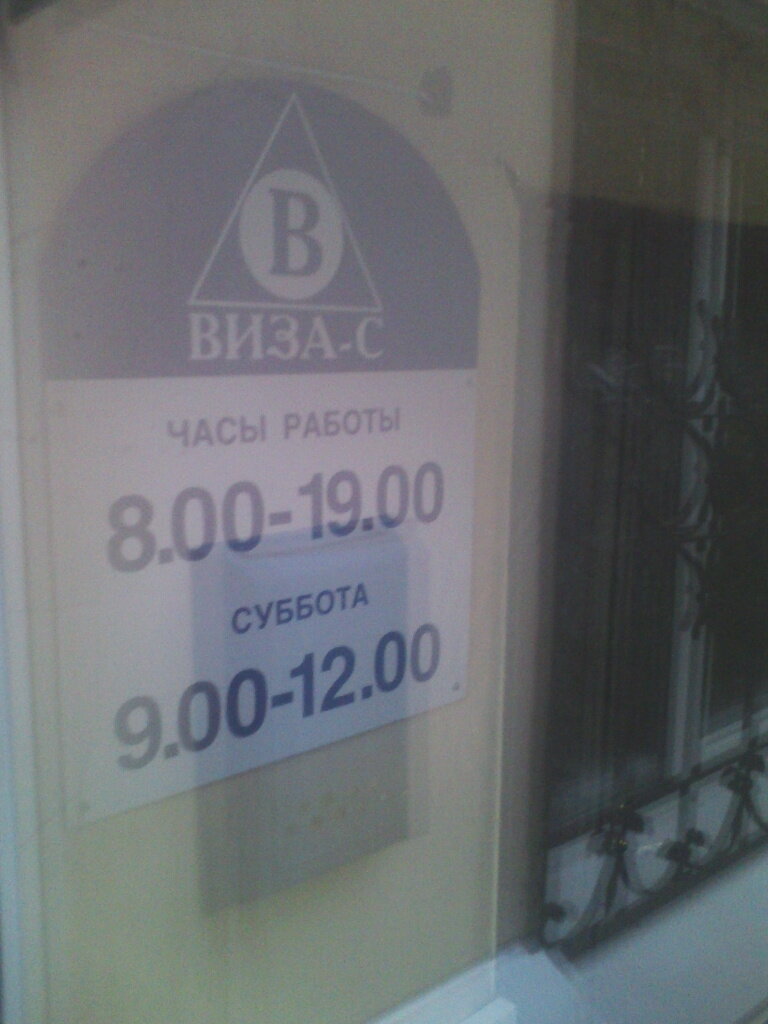 В
ВИЗА-С
ЧАСЫ РАБОТЫ
8.00-19.00
СУББОТА
9.00-12.00